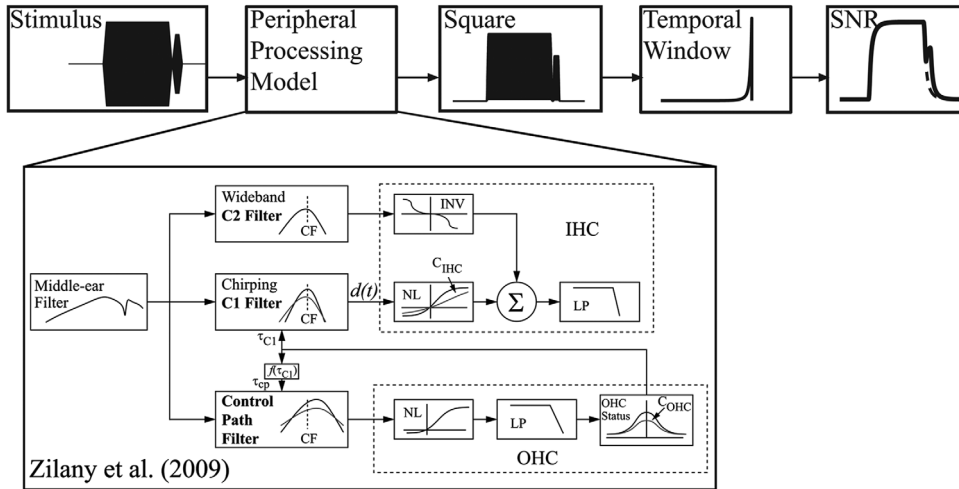 Stimulus
Peripheral
Processing
Model
Square
Temporal
Window
SNR
Wideband
C2 Filter
CF
INV
IHC
Middle-ear
Filter
Chirping
C1 Filter
CF
d(t)
NL
C_IHC
Σ
LP
τ_C1
f(τ_C1)
τ_cp
Control
Path
Filter
CF
NL
LP
OHC
Status
C_OHC
OHC
Zilany et al. (2009)